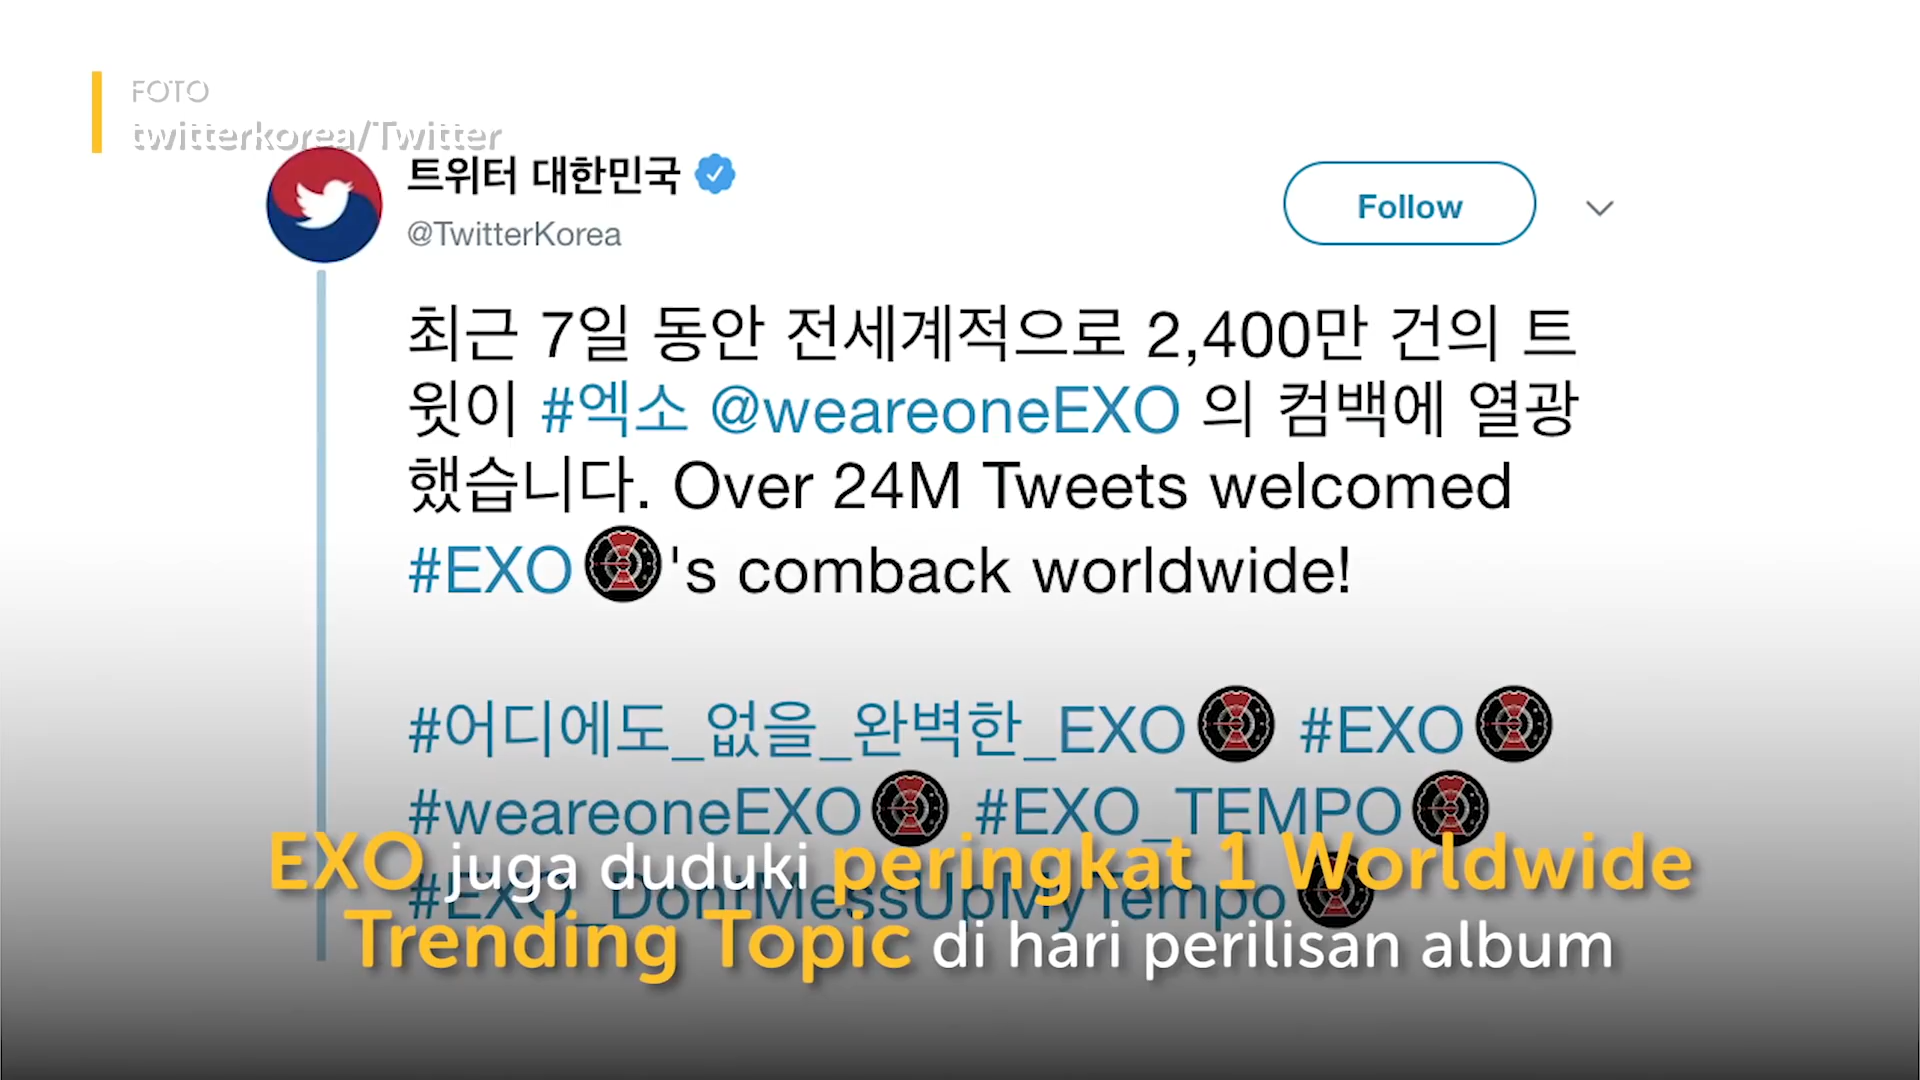 FOTO
twitterkorea/Twitter
트위터 대한민국
@TwitterKorea
Follow
최근 7일 동안 전세계적으로 2,400만 건의 트
윗이 #엑소 @weareoneEXO 의 컴백에 열광
했습니다. Over 24M Tweets welcomed
#EXO 's comback worldwide!
#어디에도_없을_완벽한_EXO #EXO
#weareoneEXO #EXO_TEMPO
#EXO_DontMessUpMyTempo
EXO juga duduki peringkat 1 Worldwide
Trending Topic di hari perilisan album